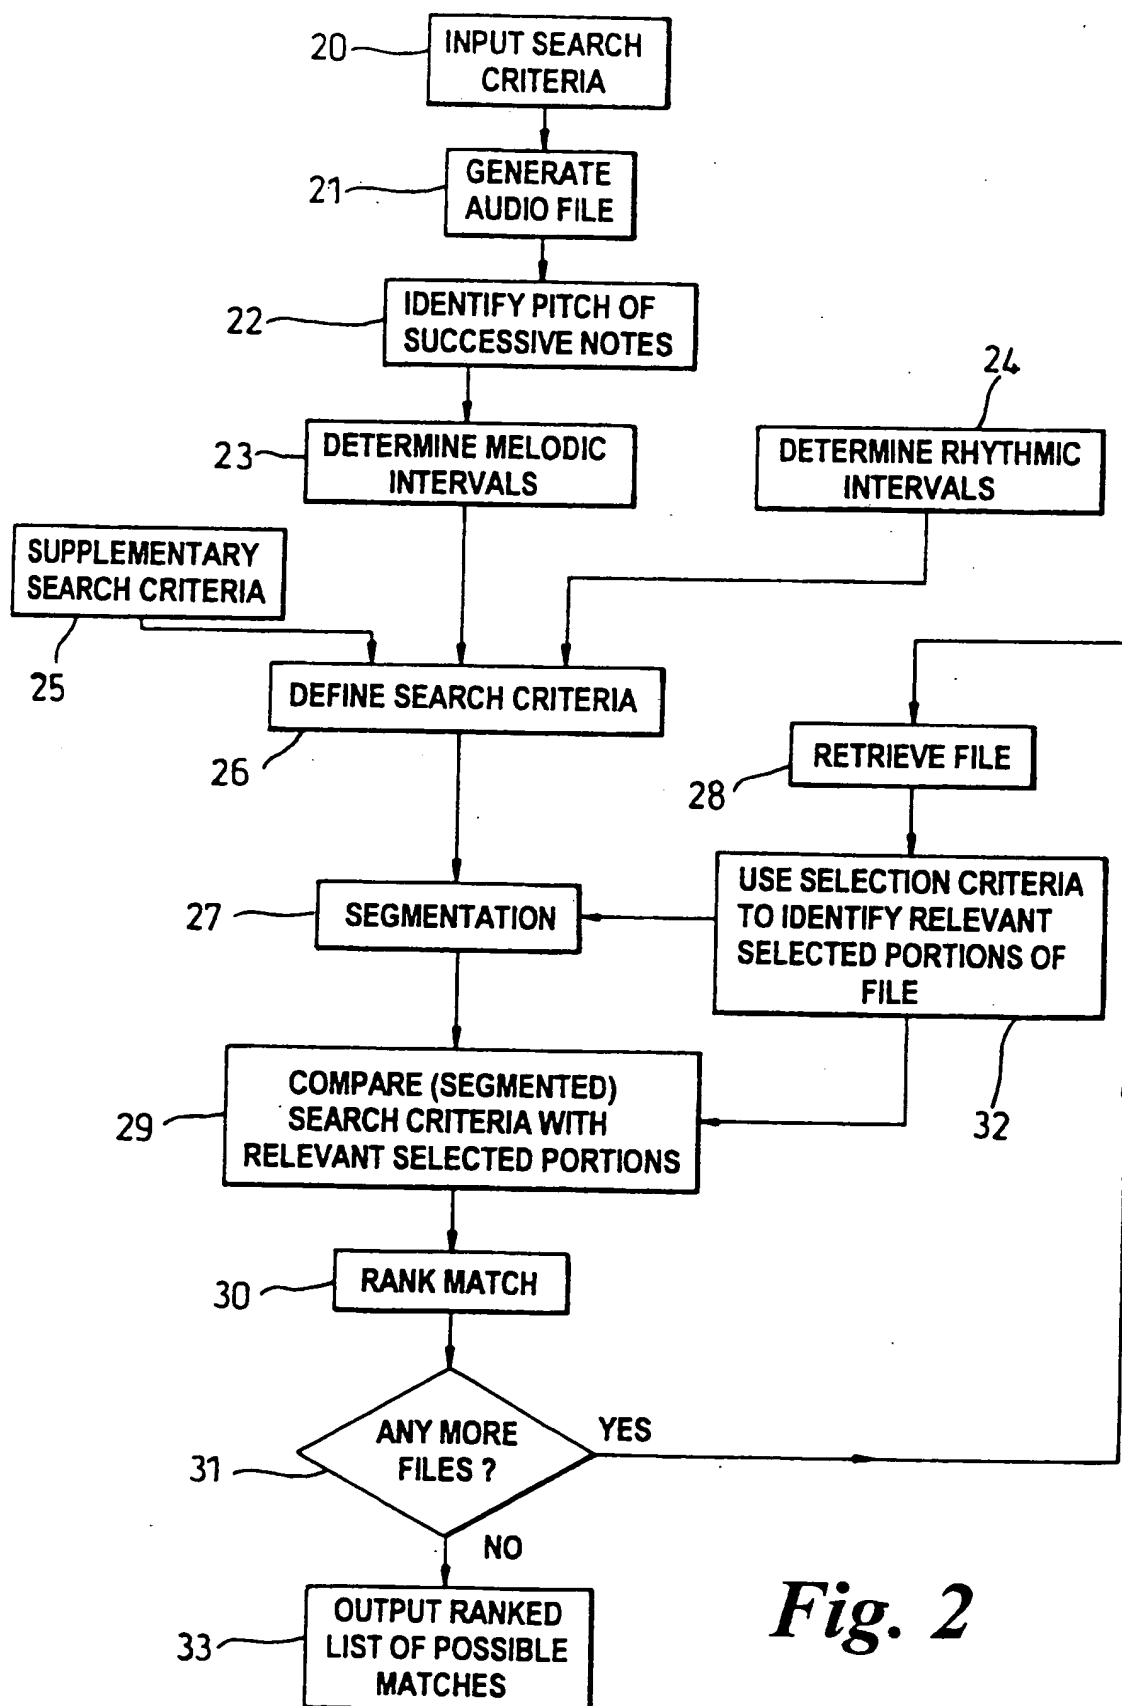 20
INPUT SEARCH
CRITERIA
21
GENERATE
AUDIO FILE
22
IDENTIFY PITCH OF
SUCCESSIVE NOTES
23
DETERMINE MELODIC
INTERVALS
24
DETERMINE RHYTHMIC
INTERVALS
SUPPLEMENTARY
SEARCH CRITERIA
25
DEFINE SEARCH CRITERIA
26
RETRIEVE FILE
28
SEGMENTATION
27
USE SELECTION CRITERIA
TO IDENTIFY RELEVANT
SELECTED PORTIONS OF
FILE
32
COMPARE (SEGMENTED)
SEARCH CRITERIA WITH
RELEVANT SELECTED PORTIONS
29
RANK MATCH
30
ANY MORE
FILES ?
31
YES
NO
OUTPUT RANKED
LIST OF POSSIBLE
MATCHES
33
Fig. 2